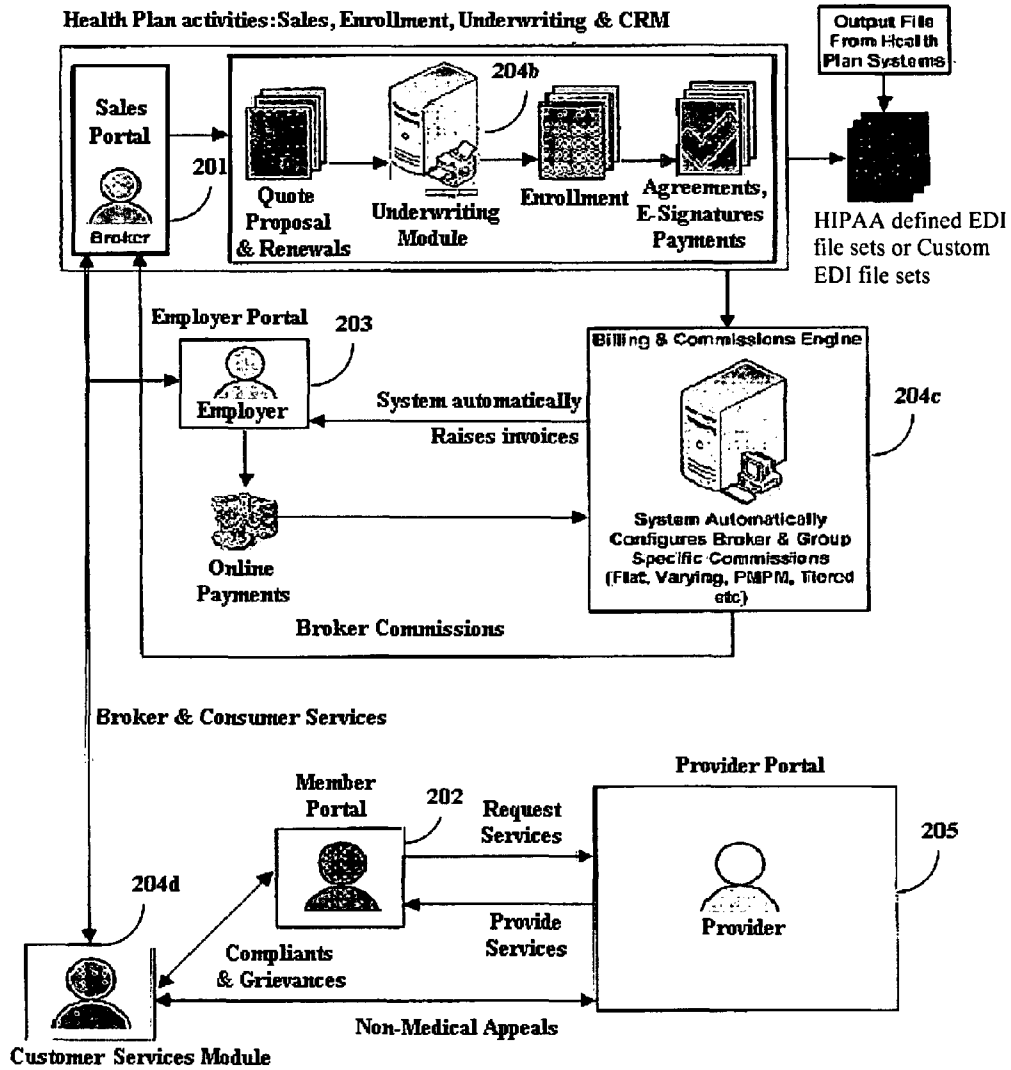 Health Plan activities: Sales, Enrollment, Underwriting & CRM
Output File
From Health
Plan Systems
204b
Sales
Portal
201
Broker
Quote
Proposal
& Renewals
Underwriting
Module
Enrollment
Agreements,
E-Signatures
Payments
HIPAA defined EDI
file sets or Custom
EDI file sets
Employer Portal
203
Employer
System automatically
Raises invoices
Billing & Commissions Engine
204c
System Automatically
Configures Broker & Group
Specific Commissions
(Flat, Varying, PMPM, Tiered
etc)
Online
Payments
Broker Commissions
Broker & Consumer Services
Member
Portal
202
Request
Services
Provider Portal
205
Provider
Provide
Services
204d
Compliants
& Grievances
Non-Medical Appeals
Customer Services Module